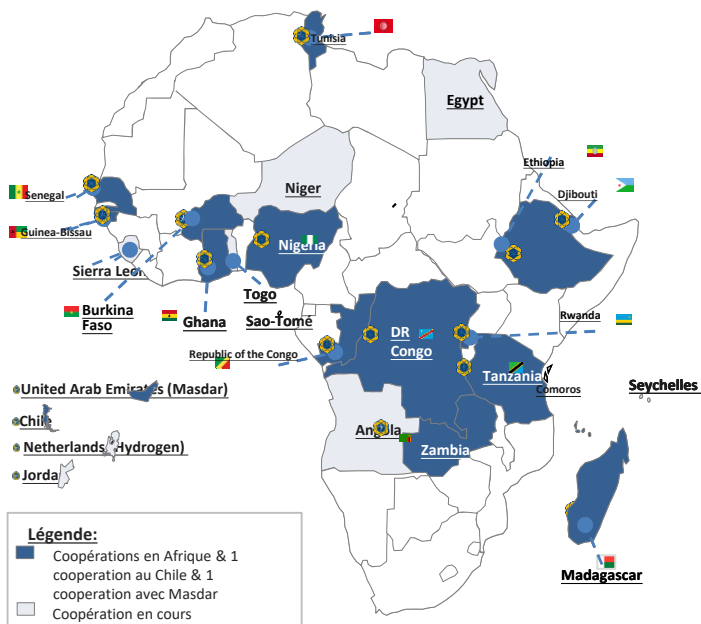 Tunisia
Egypt
Ethiopia
Senegal
Niger
Djibouti
Guinea-Bissau
Nigeria
Sierra Leon
Togo
Burkina
Faso
Ghana
Sao-Tomé
Rwanda
DR
Congo
Republic of the Congo
Tanzania
Comoros
Seychelles
United Arab Emirates (Masdar)
Chile
Angola
Netherlands (Hydrogen)
Zambia
Jorda
Légende:
Coopérations en Afrique & 1
cooperation au Chile & 1
cooperation avec Masdar
Coopération en cours
Madagascar